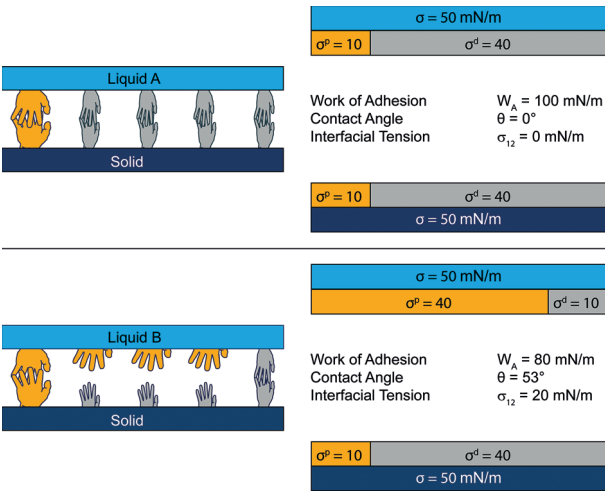 σ = 50 mN/m
σᵖ = 10 σᵈ = 40
Liquid A
Solid
Work of Adhesion W_A = 100 mN/m
Contact Angle θ = 0°
Interfacial Tension σ₁₂ = 0 mN/m
σᵖ = 10 σᵈ = 40
σ = 50 mN/m
σ = 50 mN/m
σᵖ = 40 σᵈ = 10
Liquid B
Solid
Work of Adhesion W_A = 80 mN/m
Contact Angle θ = 53°
Interfacial Tension σ₁₂ = 20 mN/m
σᵖ = 10 σᵈ = 40
σ = 50 mN/m